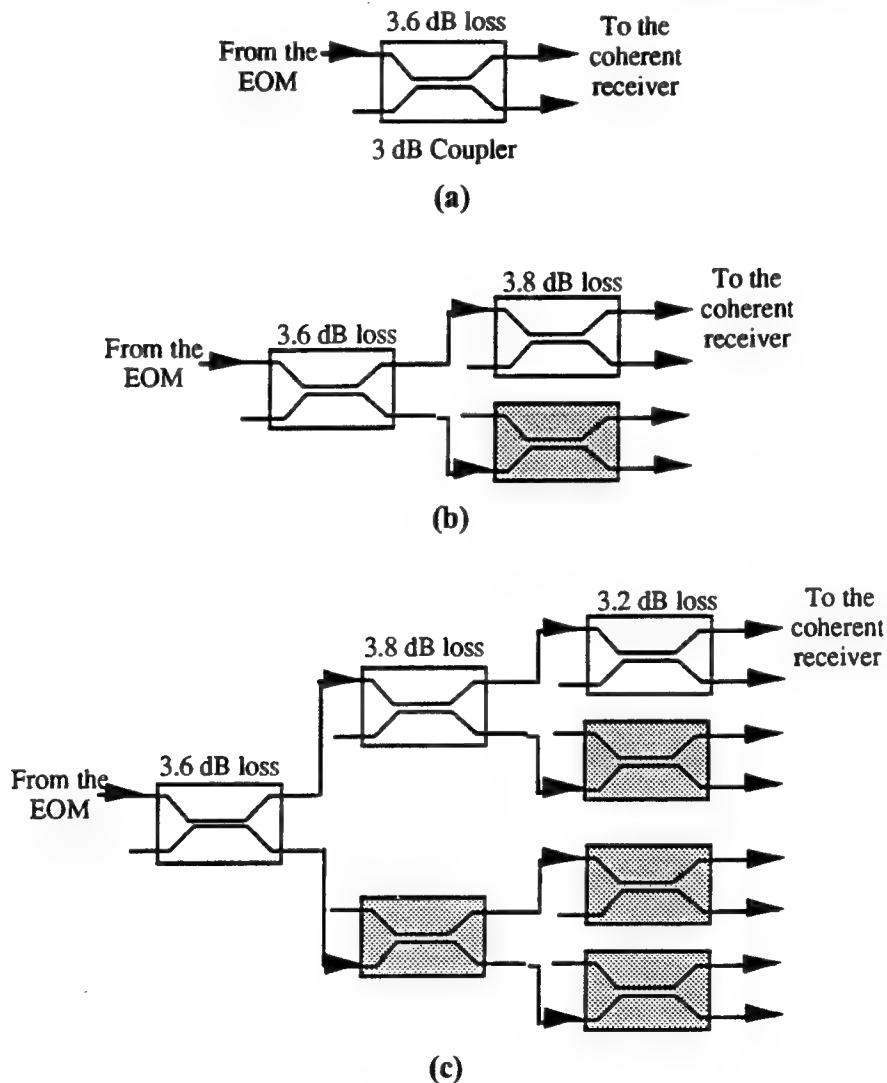 3.6 dB loss
From the
EOM
To the
coherent
receiver
3 dB Coupler
(a)
3.8 dB loss
To the
coherent
receiver
3.6 dB loss
From the
EOM
(b)
3.2 dB loss
To the
coherent
receiver
3.8 dB loss
3.6 dB loss
From the
EOM
(c)